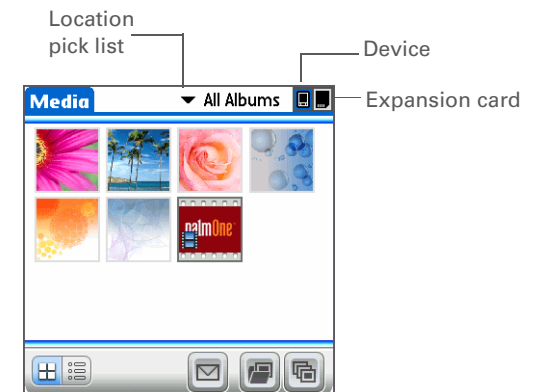 Location
pick list
Device
Media
All Albums
Expansion card
palmOne